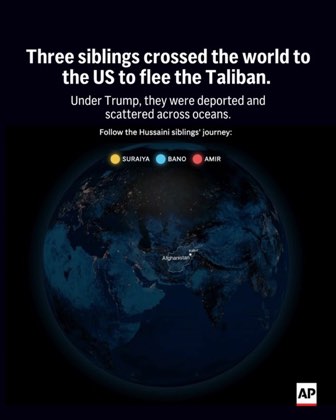 Three siblings crossed the world to
the US to flee the Taliban.
Under Trump, they were deported and
scattered across oceans.
Follow the Hussaini siblings' journey:
SURAIYA BANO AMIR
Afghanistan
AP